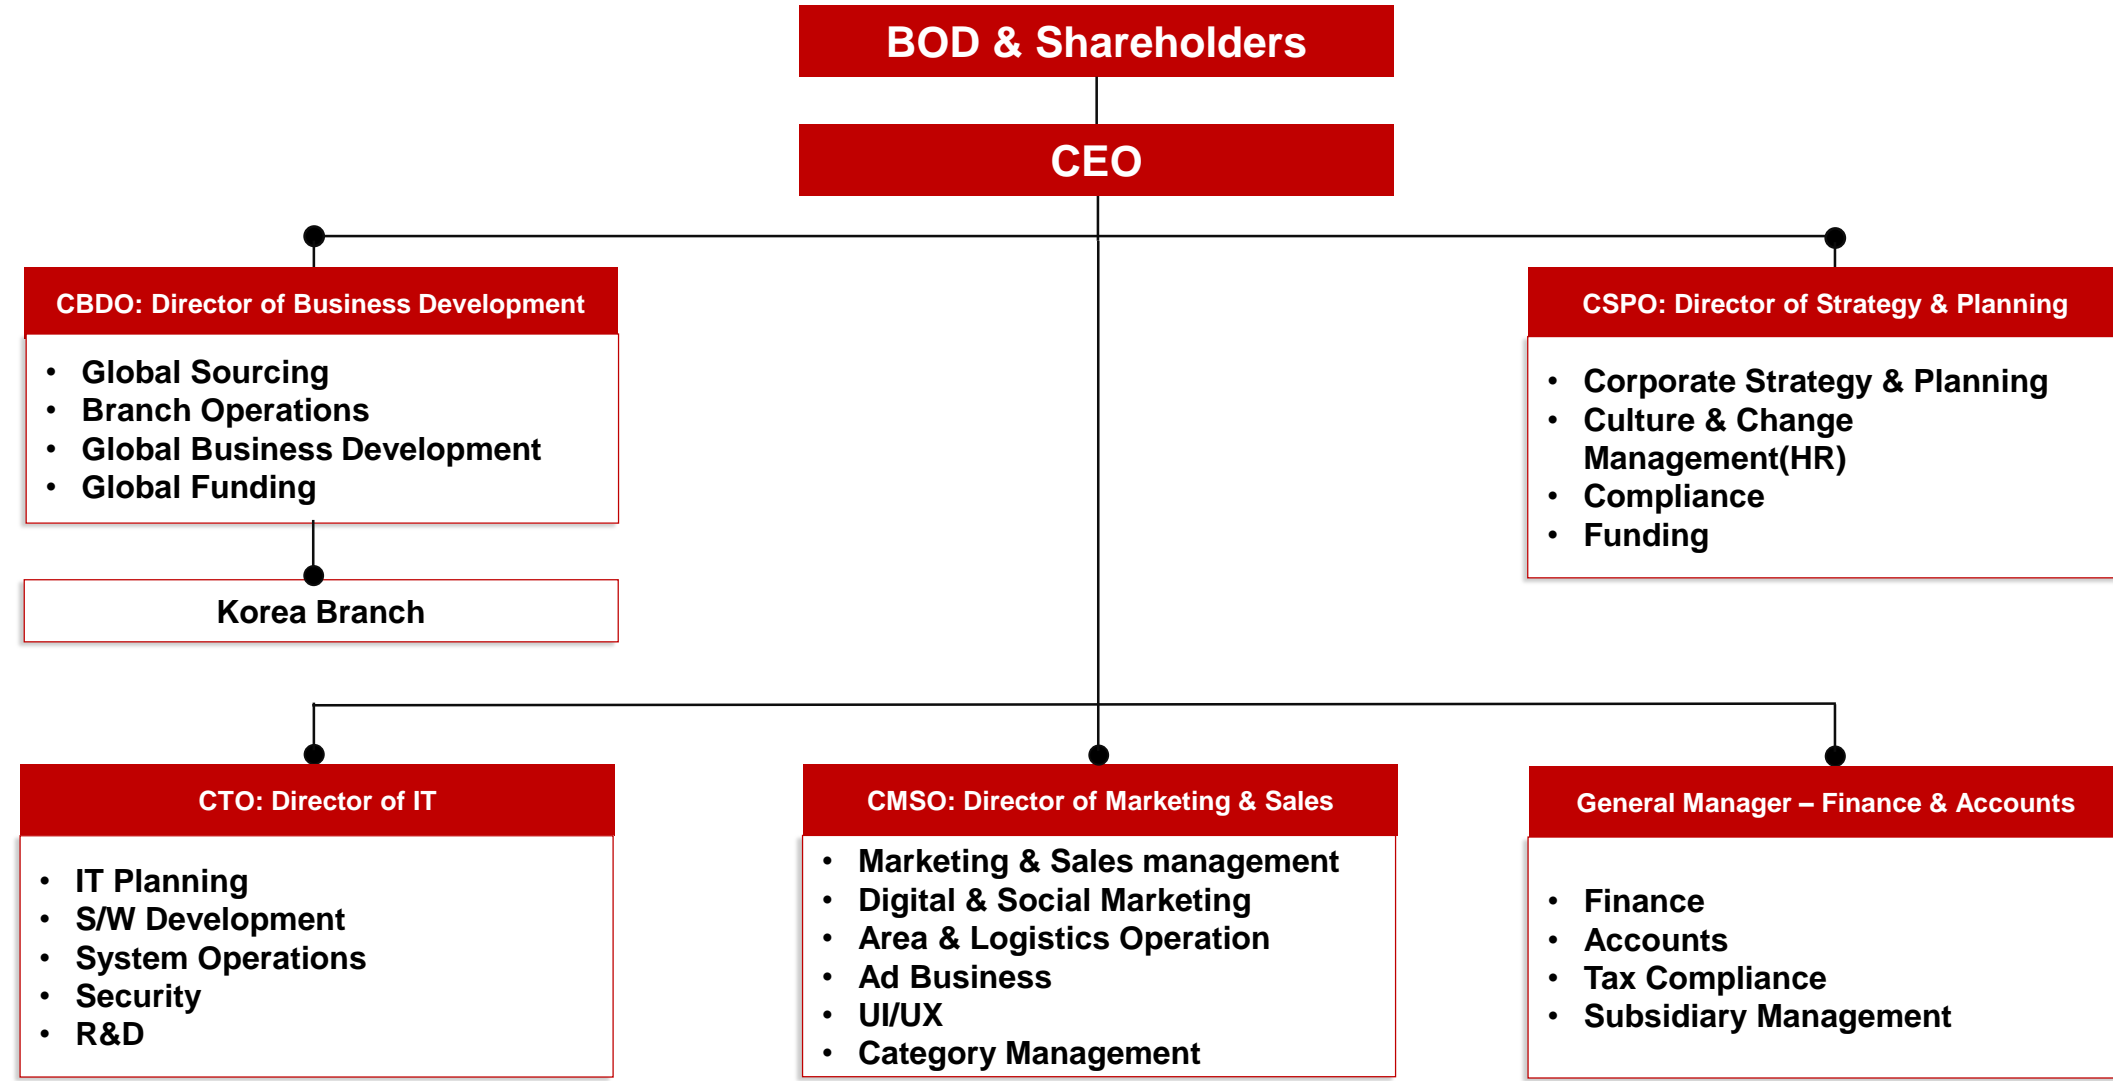 BOD & Shareholders
CEO
CBDO: Director of Business Development
• Global Sourcing
• Branch Operations
• Global Business Development
• Global Funding
Korea Branch
CSPO: Director of Strategy & Planning
• Corporate Strategy & Planning
• Culture & Change
Management(HR)
• Compliance
• Funding
CTO: Director of IT
• IT Planning
• S/W Development
• System Operations
• Security
• R&D
CMSO: Director of Marketing & Sales
• Marketing & Sales management
• Digital & Social Marketing
• Area & Logistics Operation
• Ad Business
• UI/UX
• Category Management
General Manager – Finance & Accounts
• Finance
• Accounts
• Tax Compliance
• Subsidiary Management